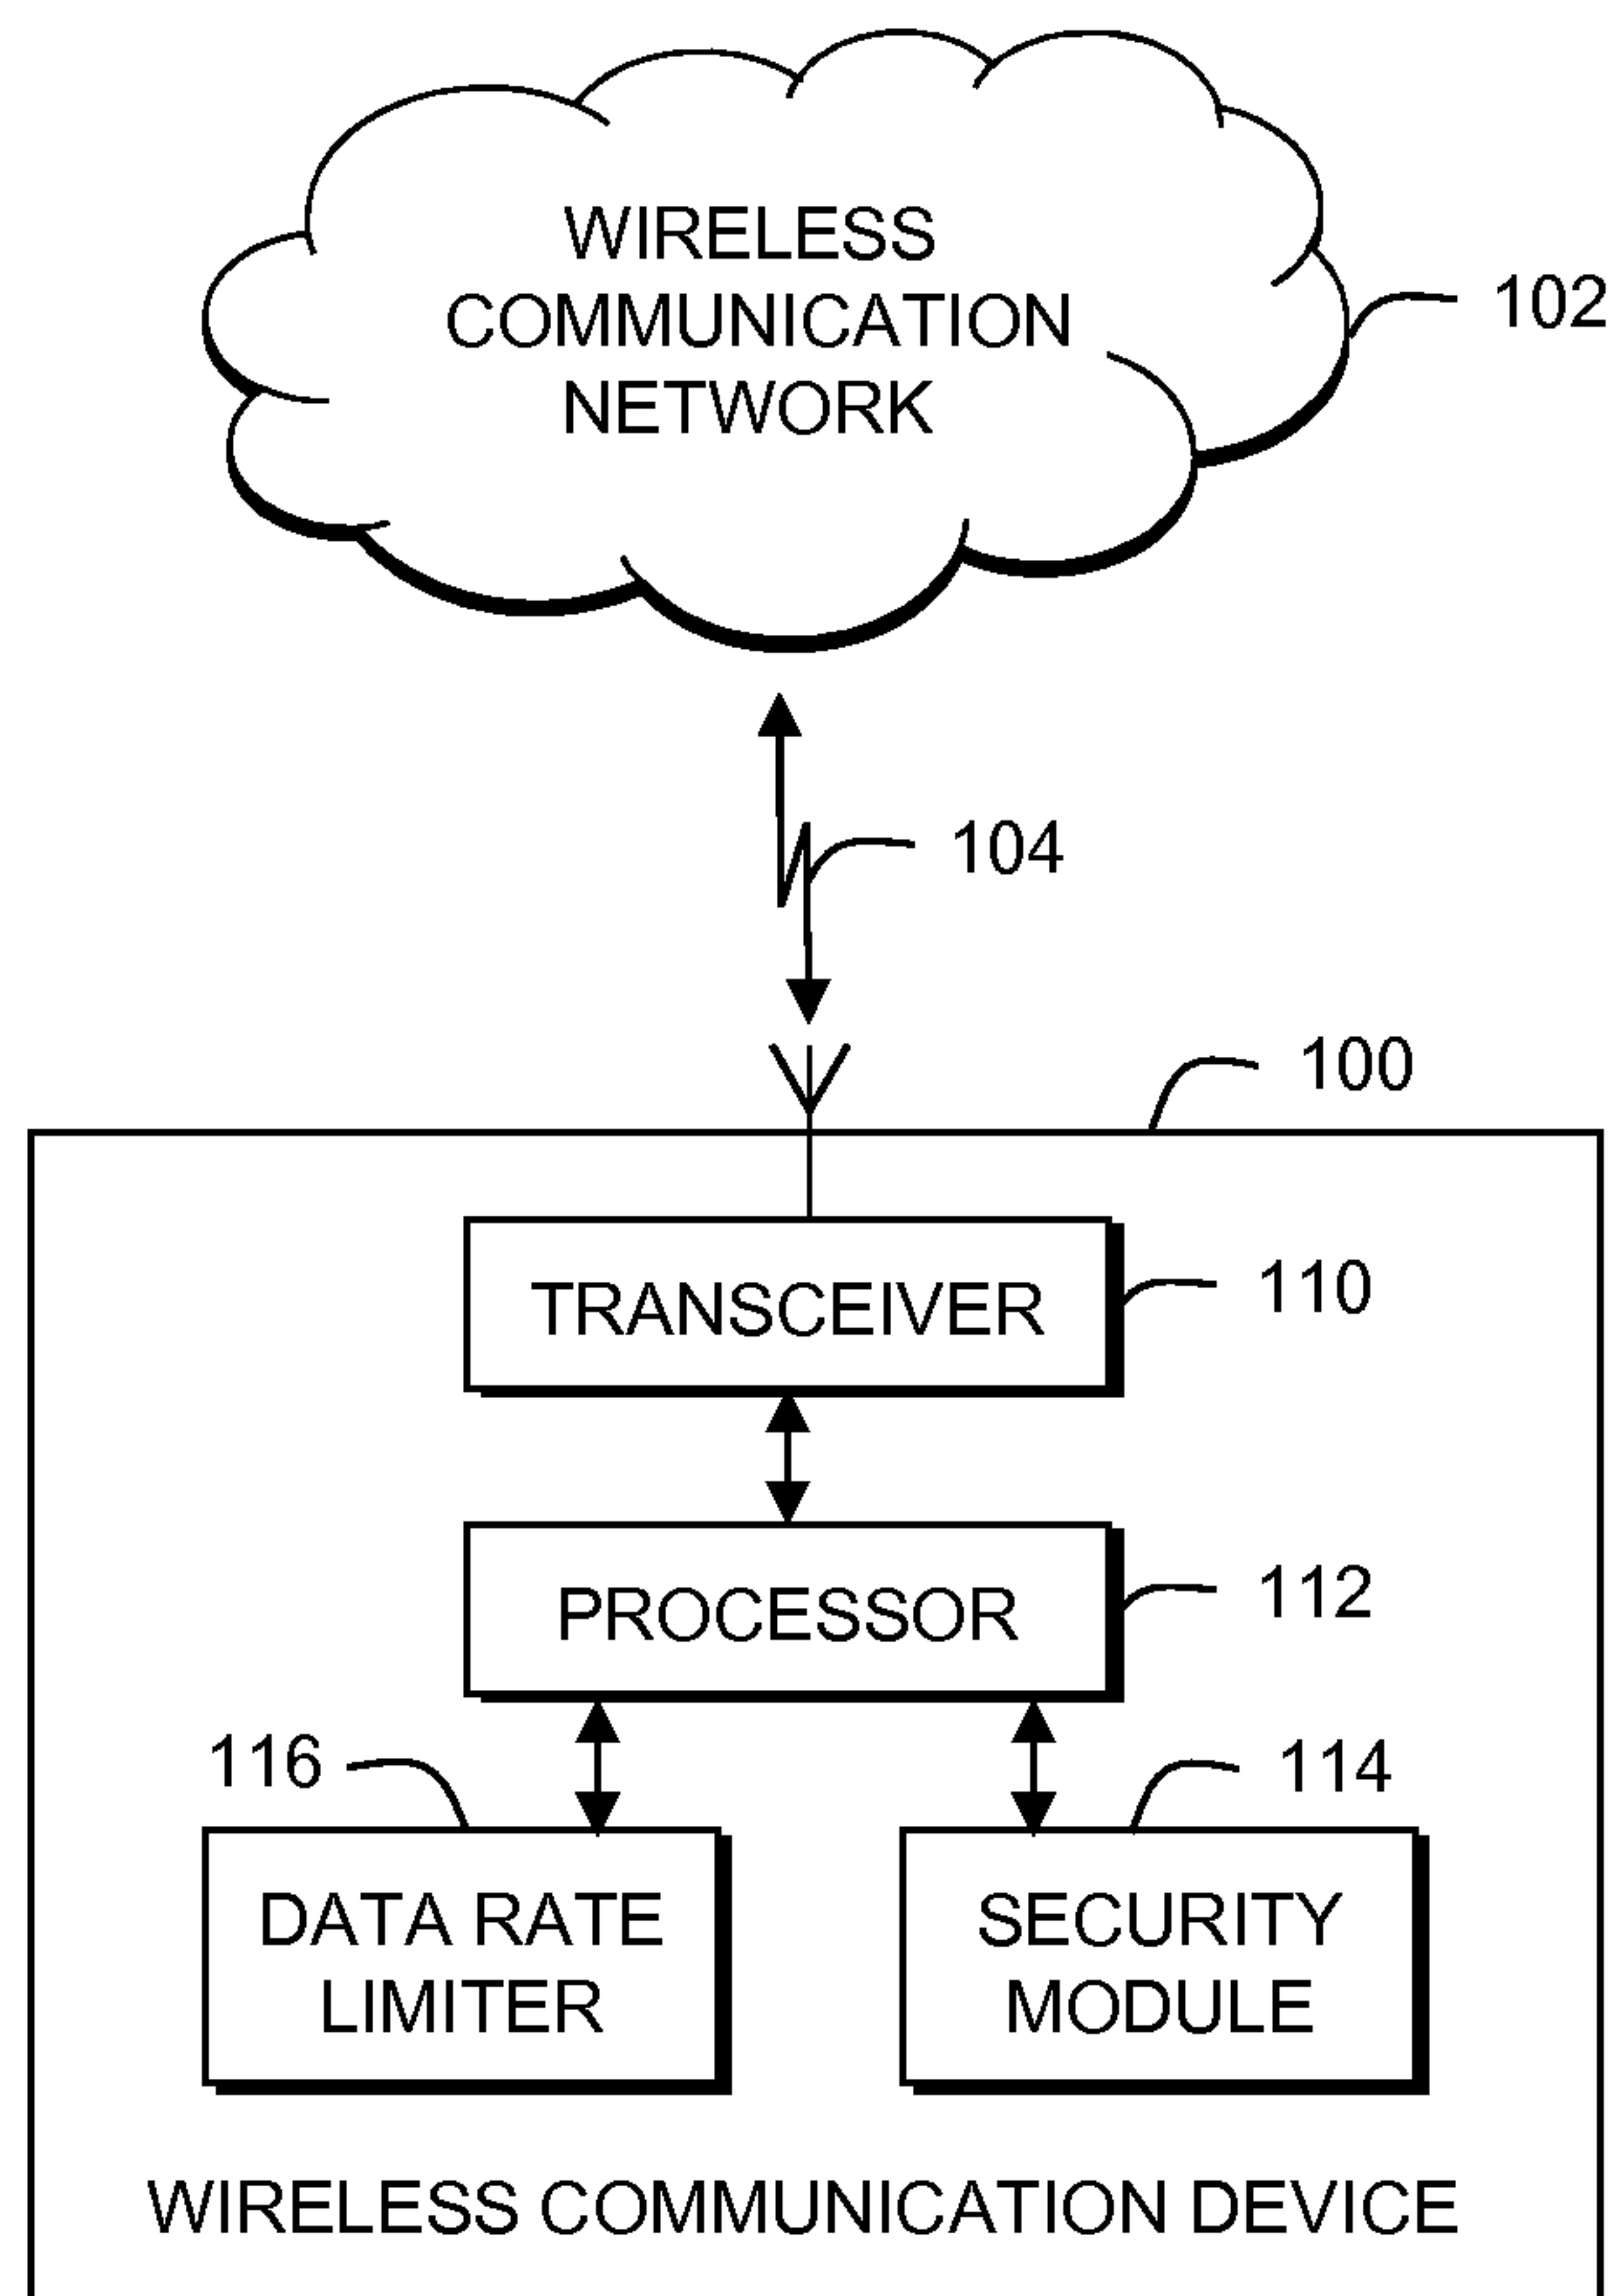 WIRELESS
COMMUNICATION
NETWORK
102
104
100
TRANSCEIVER
110
PROCESSOR
112
116
114
DATA RATE
LIMITER
SECURITY
MODULE
WIRELESS COMMUNICATION DEVICE